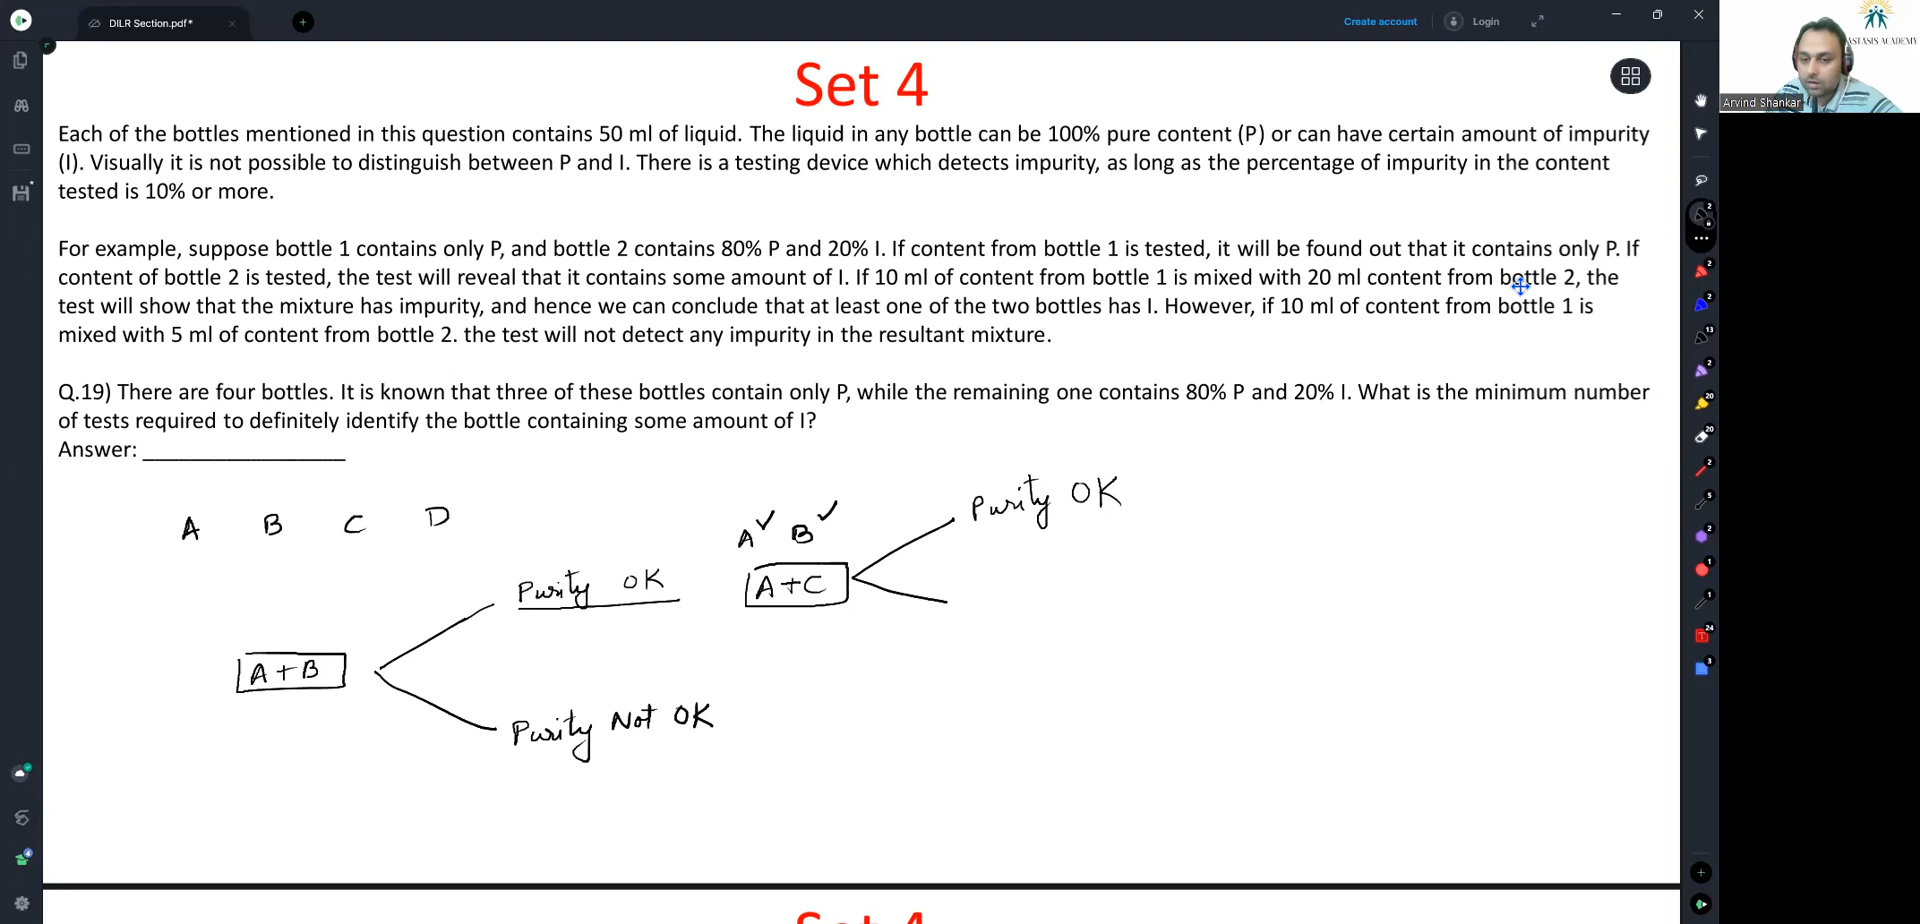 DILR Section.pdf*
Create account
Login
ASTASIS ACADEMY
Arvind Shankar
Set 4
Each of the bottles mentioned in this question contains 50 ml of liquid. The liquid in any bottle can be 100% pure content (P) or can have certain amount of impurity
(I). Visually it is not possible to distinguish between P and I. There is a testing device which detects impurity, as long as the percentage of impurity in the content
tested is 10% or more.
For example, suppose bottle 1 contains only P, and bottle 2 contains 80% P and 20% I. If content from bottle 1 is tested, it will be found out that it contains only P. If
content of bottle 2 is tested, the test will reveal that it contains some amount of I. If 10 ml of content from bottle 1 is mixed with 20 ml content from bottle 2, the
test will show that the mixture has impurity, and hence we can conclude that at least one of the two bottles has I. However, if 10 ml of content from bottle 1 is
mixed with 5 ml of content from bottle 2. the test will not detect any impurity in the resultant mixture.
Q.19) There are four bottles. It is known that three of these bottles contain only P, while the remaining one contains 80% P and 20% I. What is the minimum number
of tests required to definitely identify the bottle containing some amount of I?
Answer: ___________________
A B C D
A✓ B✓
Purity OK
Purity OK
A+C
A+B
Purity Not OK
Set 4